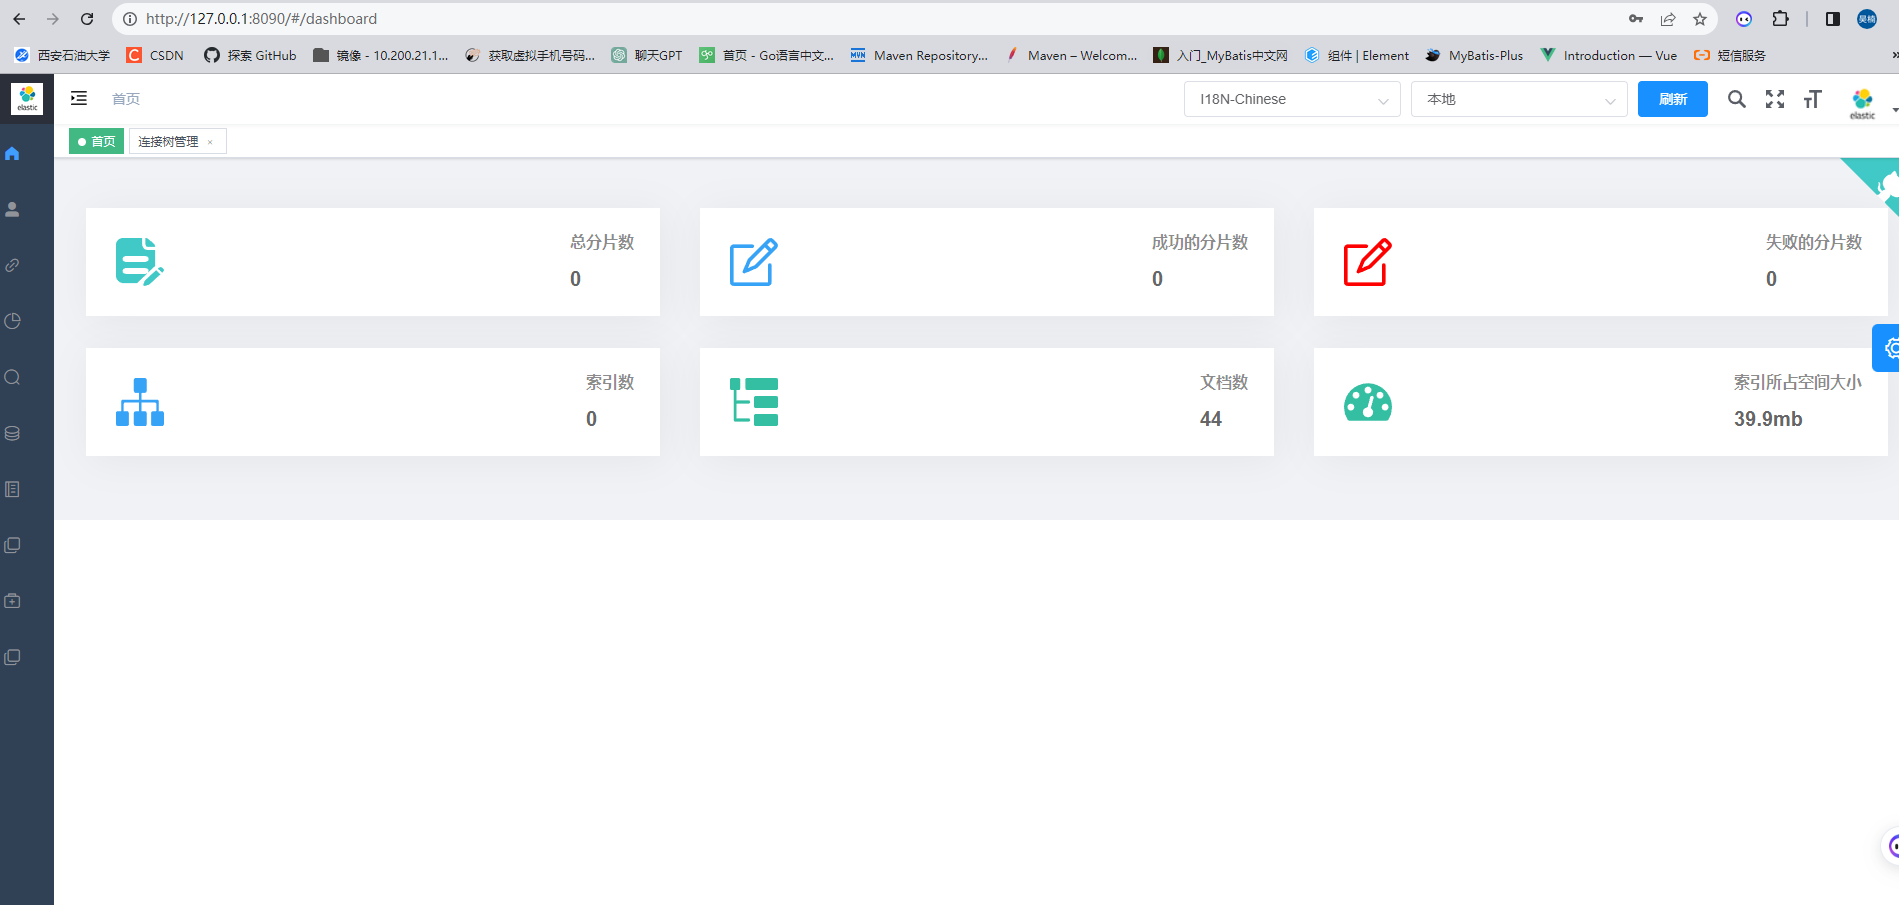 http://127.0.0.1:8090/#/dashboard
昊楠
西安石油大学
CSDN
探索 GitHub
镜像 - 10.200.21.1...
获取虚拟手机号码...
聊天GPT
首页 - Go语言中文...
Maven Repository...
Maven – Welcom...
入门_MyBatis中文网
组件 | Element
MyBatis-Plus
Introduction — Vue
短信服务
elastic
首页
I18N-Chinese
本地
刷新
elastic
首页
连接树管理 ×
总分片数
0
成功的分片数
0
失败的分片数
0
索引数
0
文档数
44
索引所占空间大小
39.9mb